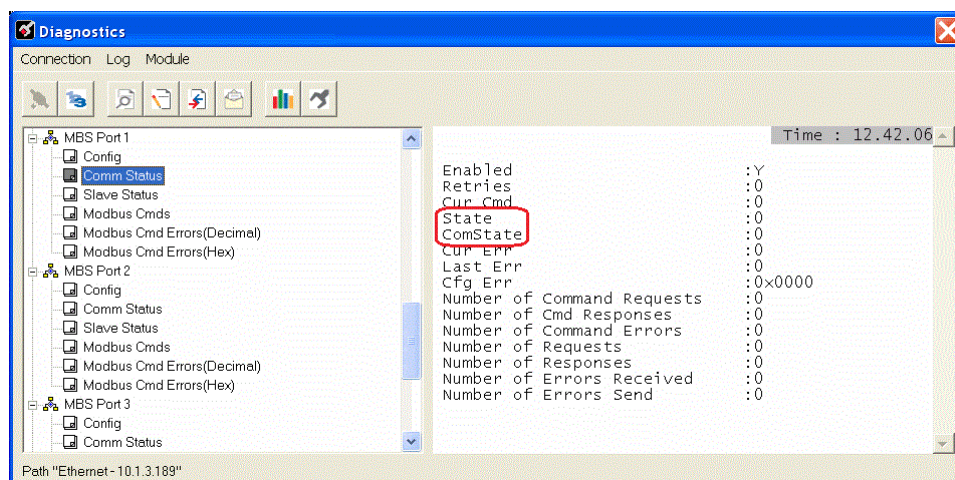 Diagnostics
Connection Log Module
MBS Port 1
Config
Comm Status
Slave Status
Modbus Cmds
Modbus Cmd Errors(Decimal)
Modbus Cmd Errors(Hex)
MBS Port 2
Config
Comm Status
Slave Status
Modbus Cmds
Modbus Cmd Errors(Decimal)
Modbus Cmd Errors(Hex)
MBS Port 3
Config
Comm Status
Time : 12.42.06
Enabled :Y
Retries :0
Cur Cmd :0
State :0
ComState :0
Cur Err :0
Last Err :0
Cfg Err :0x0000
Number of Command Requests :0
Number of Cmd Responses :0
Number of Command Errors :0
Number of Requests :0
Number of Responses :0
Number of Errors Received :0
Number of Errors Send :0
Path "Ethernet - 10.1.3.189"